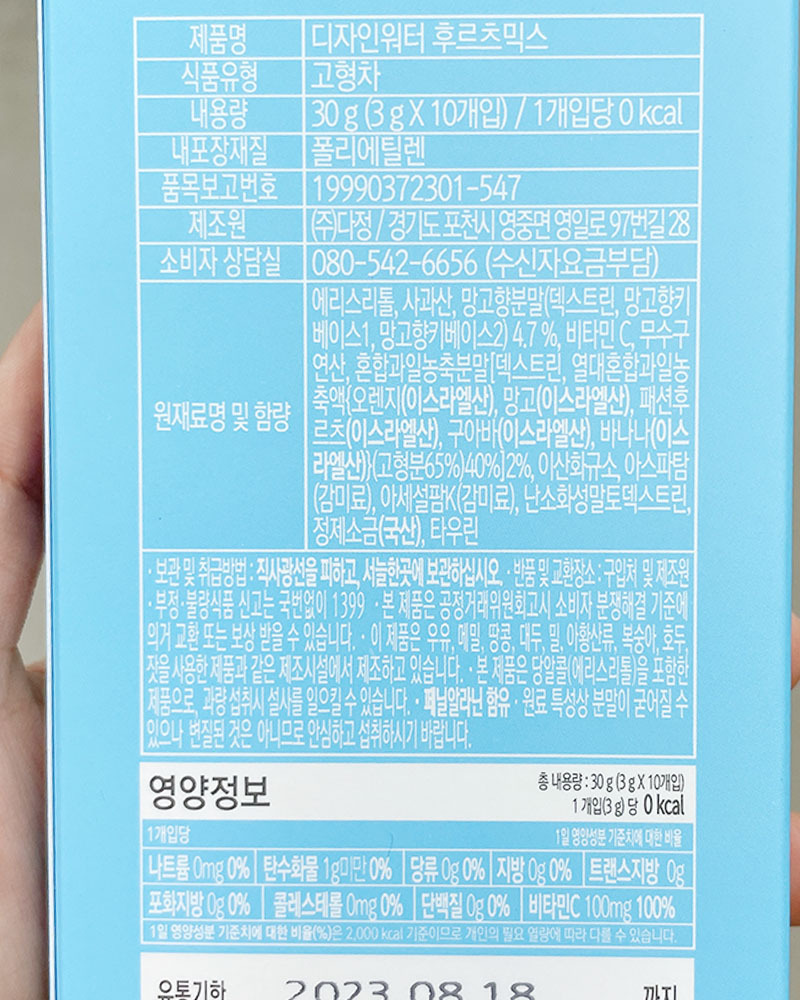 제품명 디자인워터 후르츠믹스
식품유형 고형차
내용량 30 g (3 g X 10개입) / 1개입당 0 kcal
내포장재질 폴리에틸렌
품목보고번호 19990372301-547
제조원 (주)다정 / 경기도 포천시 영중면 영일로 97번길 28
소비자 상담실 080-542-6656 (수신자요금부담)
원재료명 및 함량
에리스리톨, 사과산, 망고향분말(덱스트린, 망고향키
베이스1, 망고향키베이스2) 4.7 %, 비타민 C, 무수구
연산, 혼합과일농축분말[덱스트린, 열대혼합과일농
축액{오렌지(이스라엘산), 망고(이스라엘산), 패션후
르츠(이스라엘산), 구아바(이스라엘산), 바나나(이스
라엘산)}(고형분65%)40%]2%, 이산화규소, 아스파탐
(감미료), 아세설팜K(감미료), 난소화성말토덱스트린,
정제소금(국산), 타우린
· 보관 및 취급방법 : 직사광선을 피하고, 서늘한곳에 보관하십시오. · 반품 및 교환장소 : 구입처 및 제조원
· 부정·불량식품 신고는 국번없이 1399 · 본 제품은 공정거래위원회고시 소비자 분쟁해결 기준에
의거 교환 또는 보상 받을 수 있습니다. · 이 제품은 우유, 메밀, 땅콩, 대두, 밀, 아황산류, 복숭아, 호두,
잣을 사용한 제품과 같은 제조시설에서 제조하고 있습니다. · 본 제품은 당알콜(에리스리톨)을 포함한
제품으로, 과량 섭취시 설사를 일으킬 수 있습니다. · 페닐알라닌 함유 · 원료 특성상 분말이 굳어질 수
있으나 변질된 것은 아니므로 안심하고 섭취하시기 바랍니다.
영양정보
총 내용량 : 30 g (3 g X 10개입)
1 개입(3 g) 당 0 kcal
1개입당 1일 영양성분 기준치에 대한 비율
나트륨 0mg 0% 탄수화물 1g미만 0% 당류 0g 0% 지방 0g 0% 트랜스지방 0g
포화지방 0g 0% 콜레스테롤 0mg 0% 단백질 0g 0% 비타민C 100mg 100%
1일 영양성분 기준치에 대한 비율(%)은 2,000 kcal 기준이므로 개인의 필요 열량에 따라 다를 수 있습니다.
유통기한 2023.08.18 까지